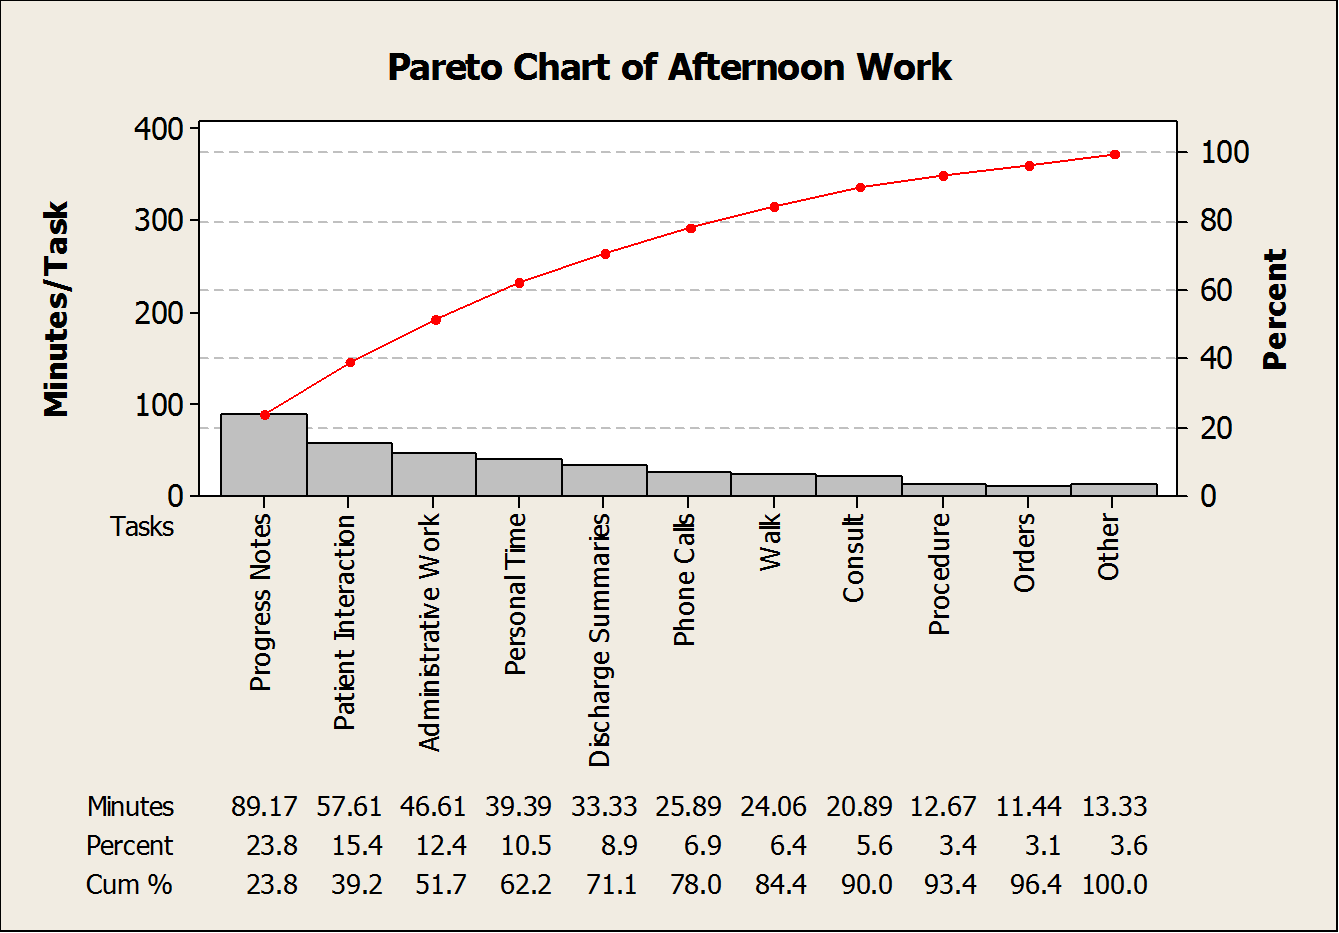 Pareto Chart of Afternoon Work
400
300
200
100
0
Minutes/Task
100
80
60
40
20
0
Percent
Tasks
Progress Notes
Patient Interaction
Administrative Work
Personal Time
Discharge Summaries
Phone Calls
Walk
Consult
Procedure
Orders
Other
Minutes 89.17 57.61 46.61 39.39 33.33 25.89 24.06 20.89 12.67 11.44 13.33
Percent 23.8 15.4 12.4 10.5 8.9 6.9 6.4 5.6 3.4 3.1 3.6
Cum % 23.8 39.2 51.7 62.2 71.1 78.0 84.4 90.0 93.4 96.4 100.0